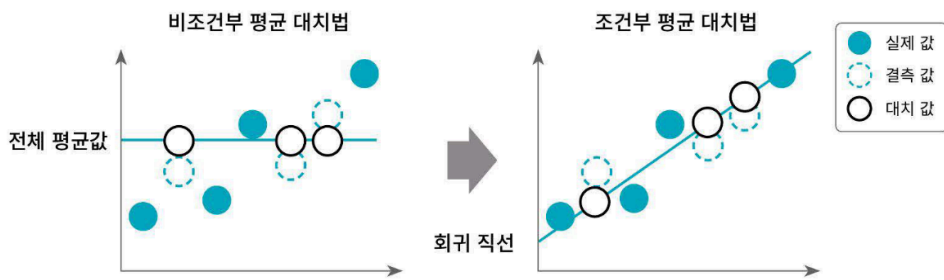 비조건부 평균 대치법
조건부 평균 대치법
실제 값
결측 값
대치 값
전체 평균값
회귀 직선